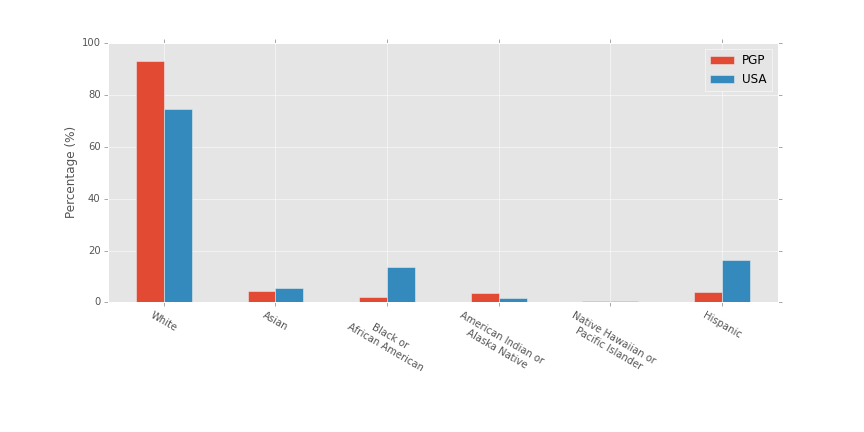 100
80
60
40
20
0
Percentage (%)
PGP
USA
White
Asian
Black or
African American
American Indian or
Alaska Native
Native Hawaiian or
Pacific Islander
Hispanic